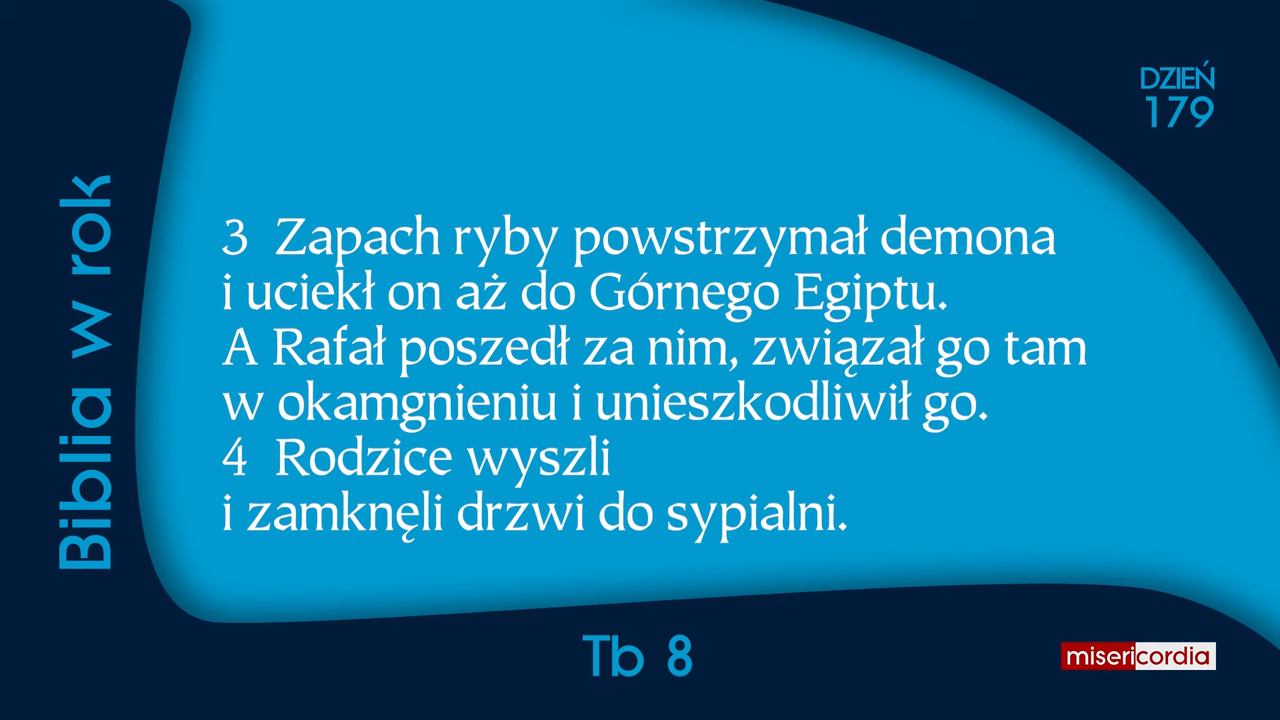 DZIEŃ
179
Biblia w rok
3 Zapach ryby powstrzymał demona
i uciekł on aż do Górnego Egiptu.
A Rafał poszedł za nim, związał go tam
w okamgnieniu i unieszkodliwił go.
4 Rodzice wyszli
i zamknęli drzwi do sypialni.
Tb 8
misericordia